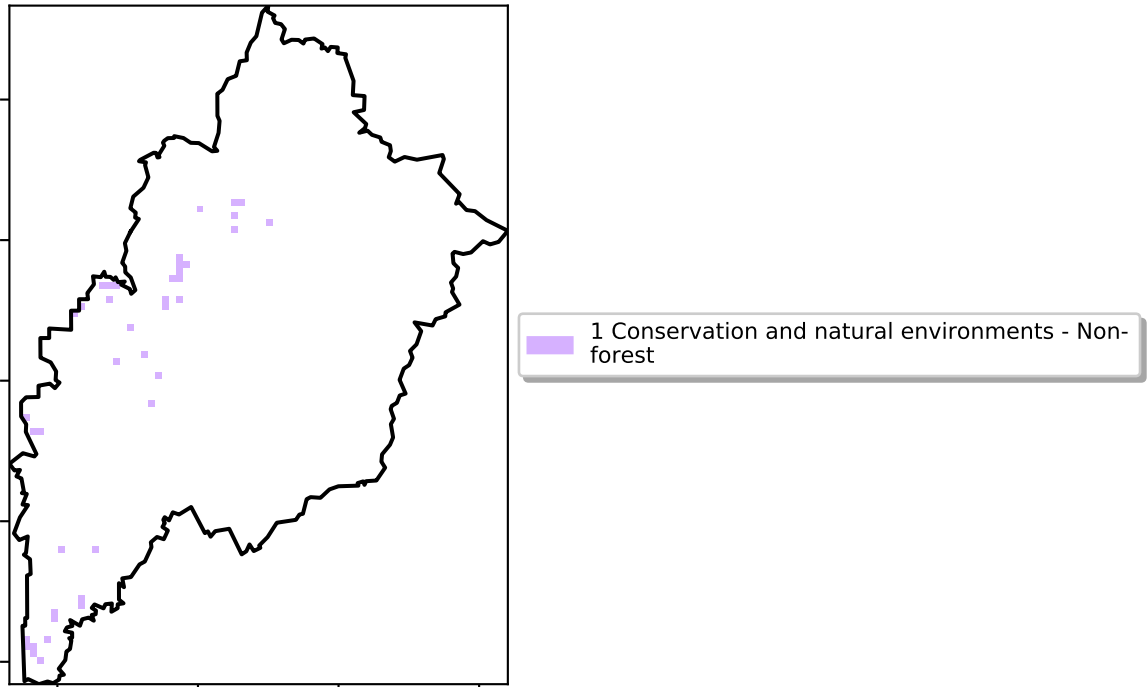 1 Conservation and natural environments - Non-
forest